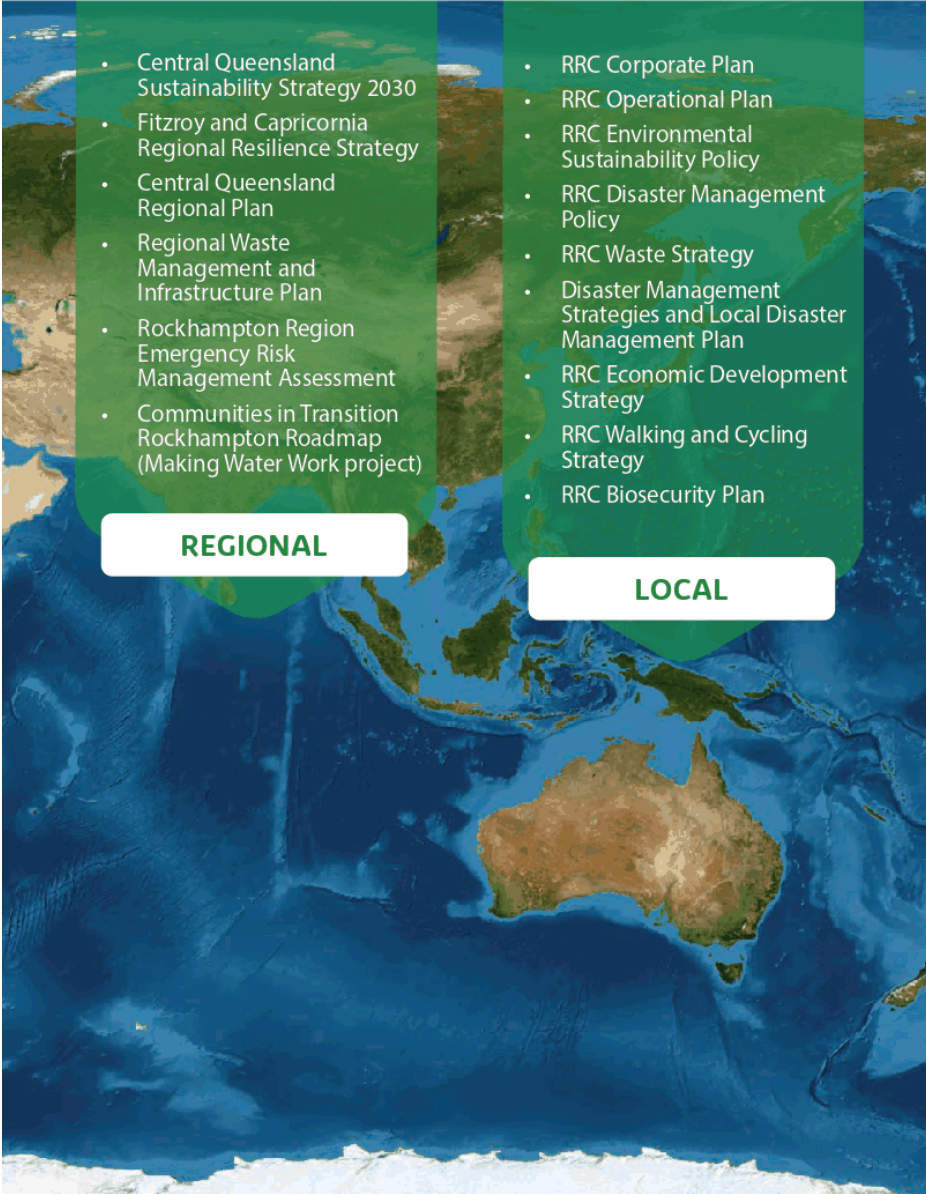 • Central Queensland
Sustainability Strategy 2030
• Fitzroy and Capricornia
Regional Resilience Strategy
• Central Queensland
Regional Plan
• Regional Waste
Management and
Infrastructure Plan
• Rockhampton Region
Emergency Risk
Management Assessment
• Communities in Transition
Rockhampton Roadmap
(Making Water Work project)
REGIONAL
• RRC Corporate Plan
• RRC Operational Plan
• RRC Environmental
Sustainability Policy
• RRC Disaster Management
Policy
• RRC Waste Strategy
• Disaster Management
Strategies and Local Disaster
Management Plan
• RRC Economic Development
Strategy
• RRC Walking and Cycling
Strategy
• RRC Biosecurity Plan
LOCAL